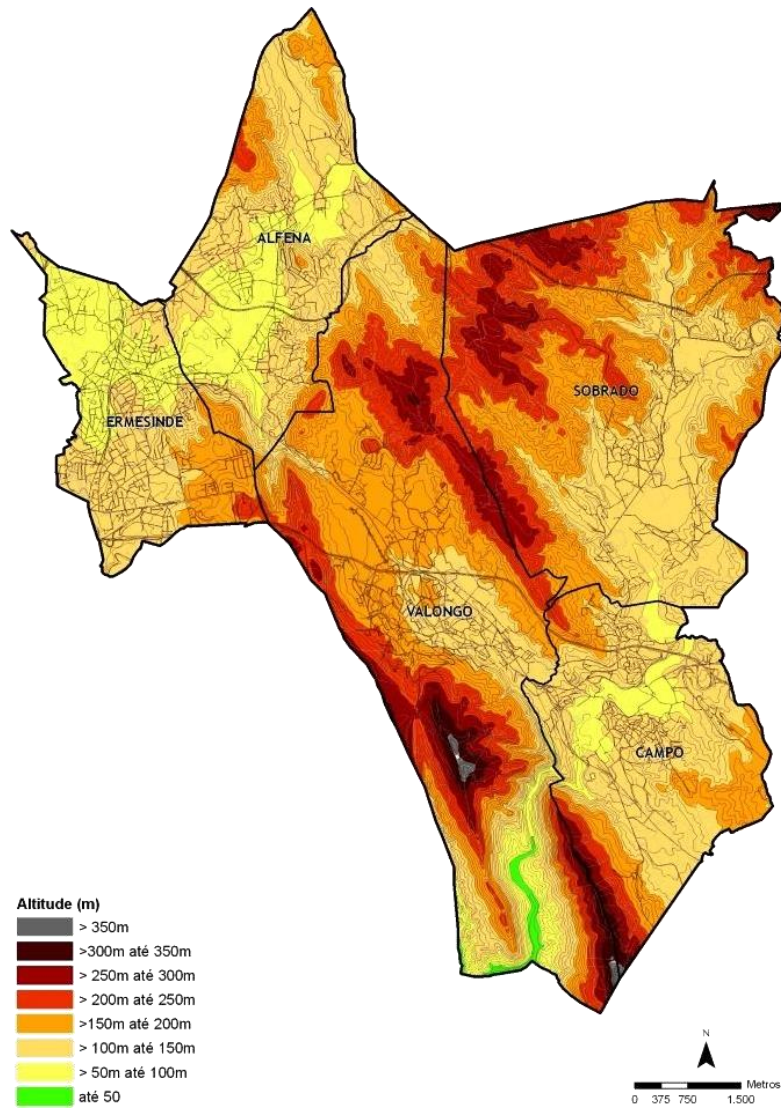 ALFENA
ERMESINDE
SOBRADO
VALONGO
CAMPO
Altitude (m)
> 350m
>300m até 350m
> 250m até 300m
> 200m até 250m
>150m até 200m
> 100m até 150m
> 50m até 100m
até 50
N
Metros
0 375 750 1.500